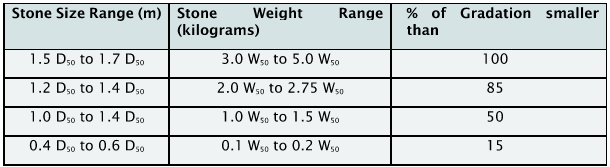 Stone Size Range (m) Stone Weight Range (kilograms) % of Gradation smaller than
1.5 D₅₀ to 1.7 D₅₀ 3.0 W₅₀ to 5.0 W₅₀ 100
1.2 D₅₀ to 1.4 D₅₀ 2.0 W₅₀ to 2.75 W₅₀ 85
1.0 D₅₀ to 1.4 D₅₀ 1.0 W₅₀ to 1.5 W₅₀ 50
0.4 D₅₀ to 0.6 D₅₀ 0.1 W₅₀ to 0.2 W₅₀ 15